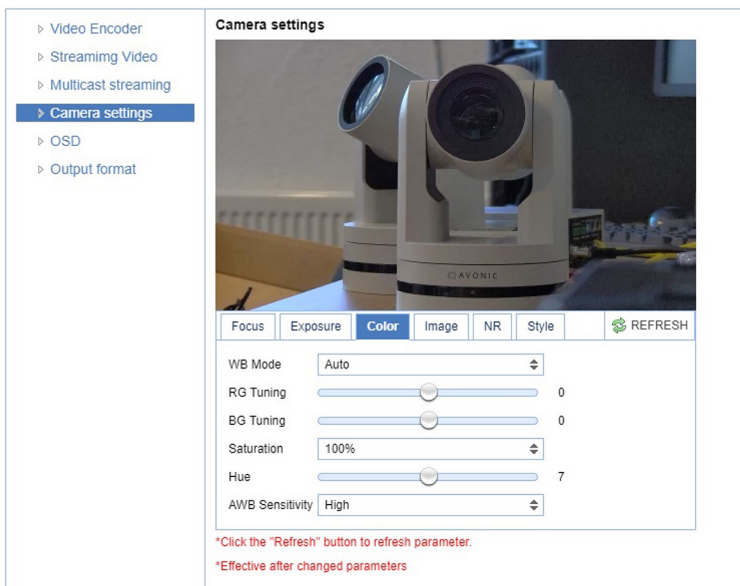 Video Encoder
Streamimg Video
Multicast streaming
Camera settings
OSD
Output format
Camera settings
AVONIC
Focus Exposure Color Image NR Style REFRESH
WB Mode Auto
RG Tuning 0
BG Tuning 0
Saturation 100%
Hue 7
AWB Sensitivity High
*Click the "Refresh" button to refresh parameter.
*Effective after changed parameters